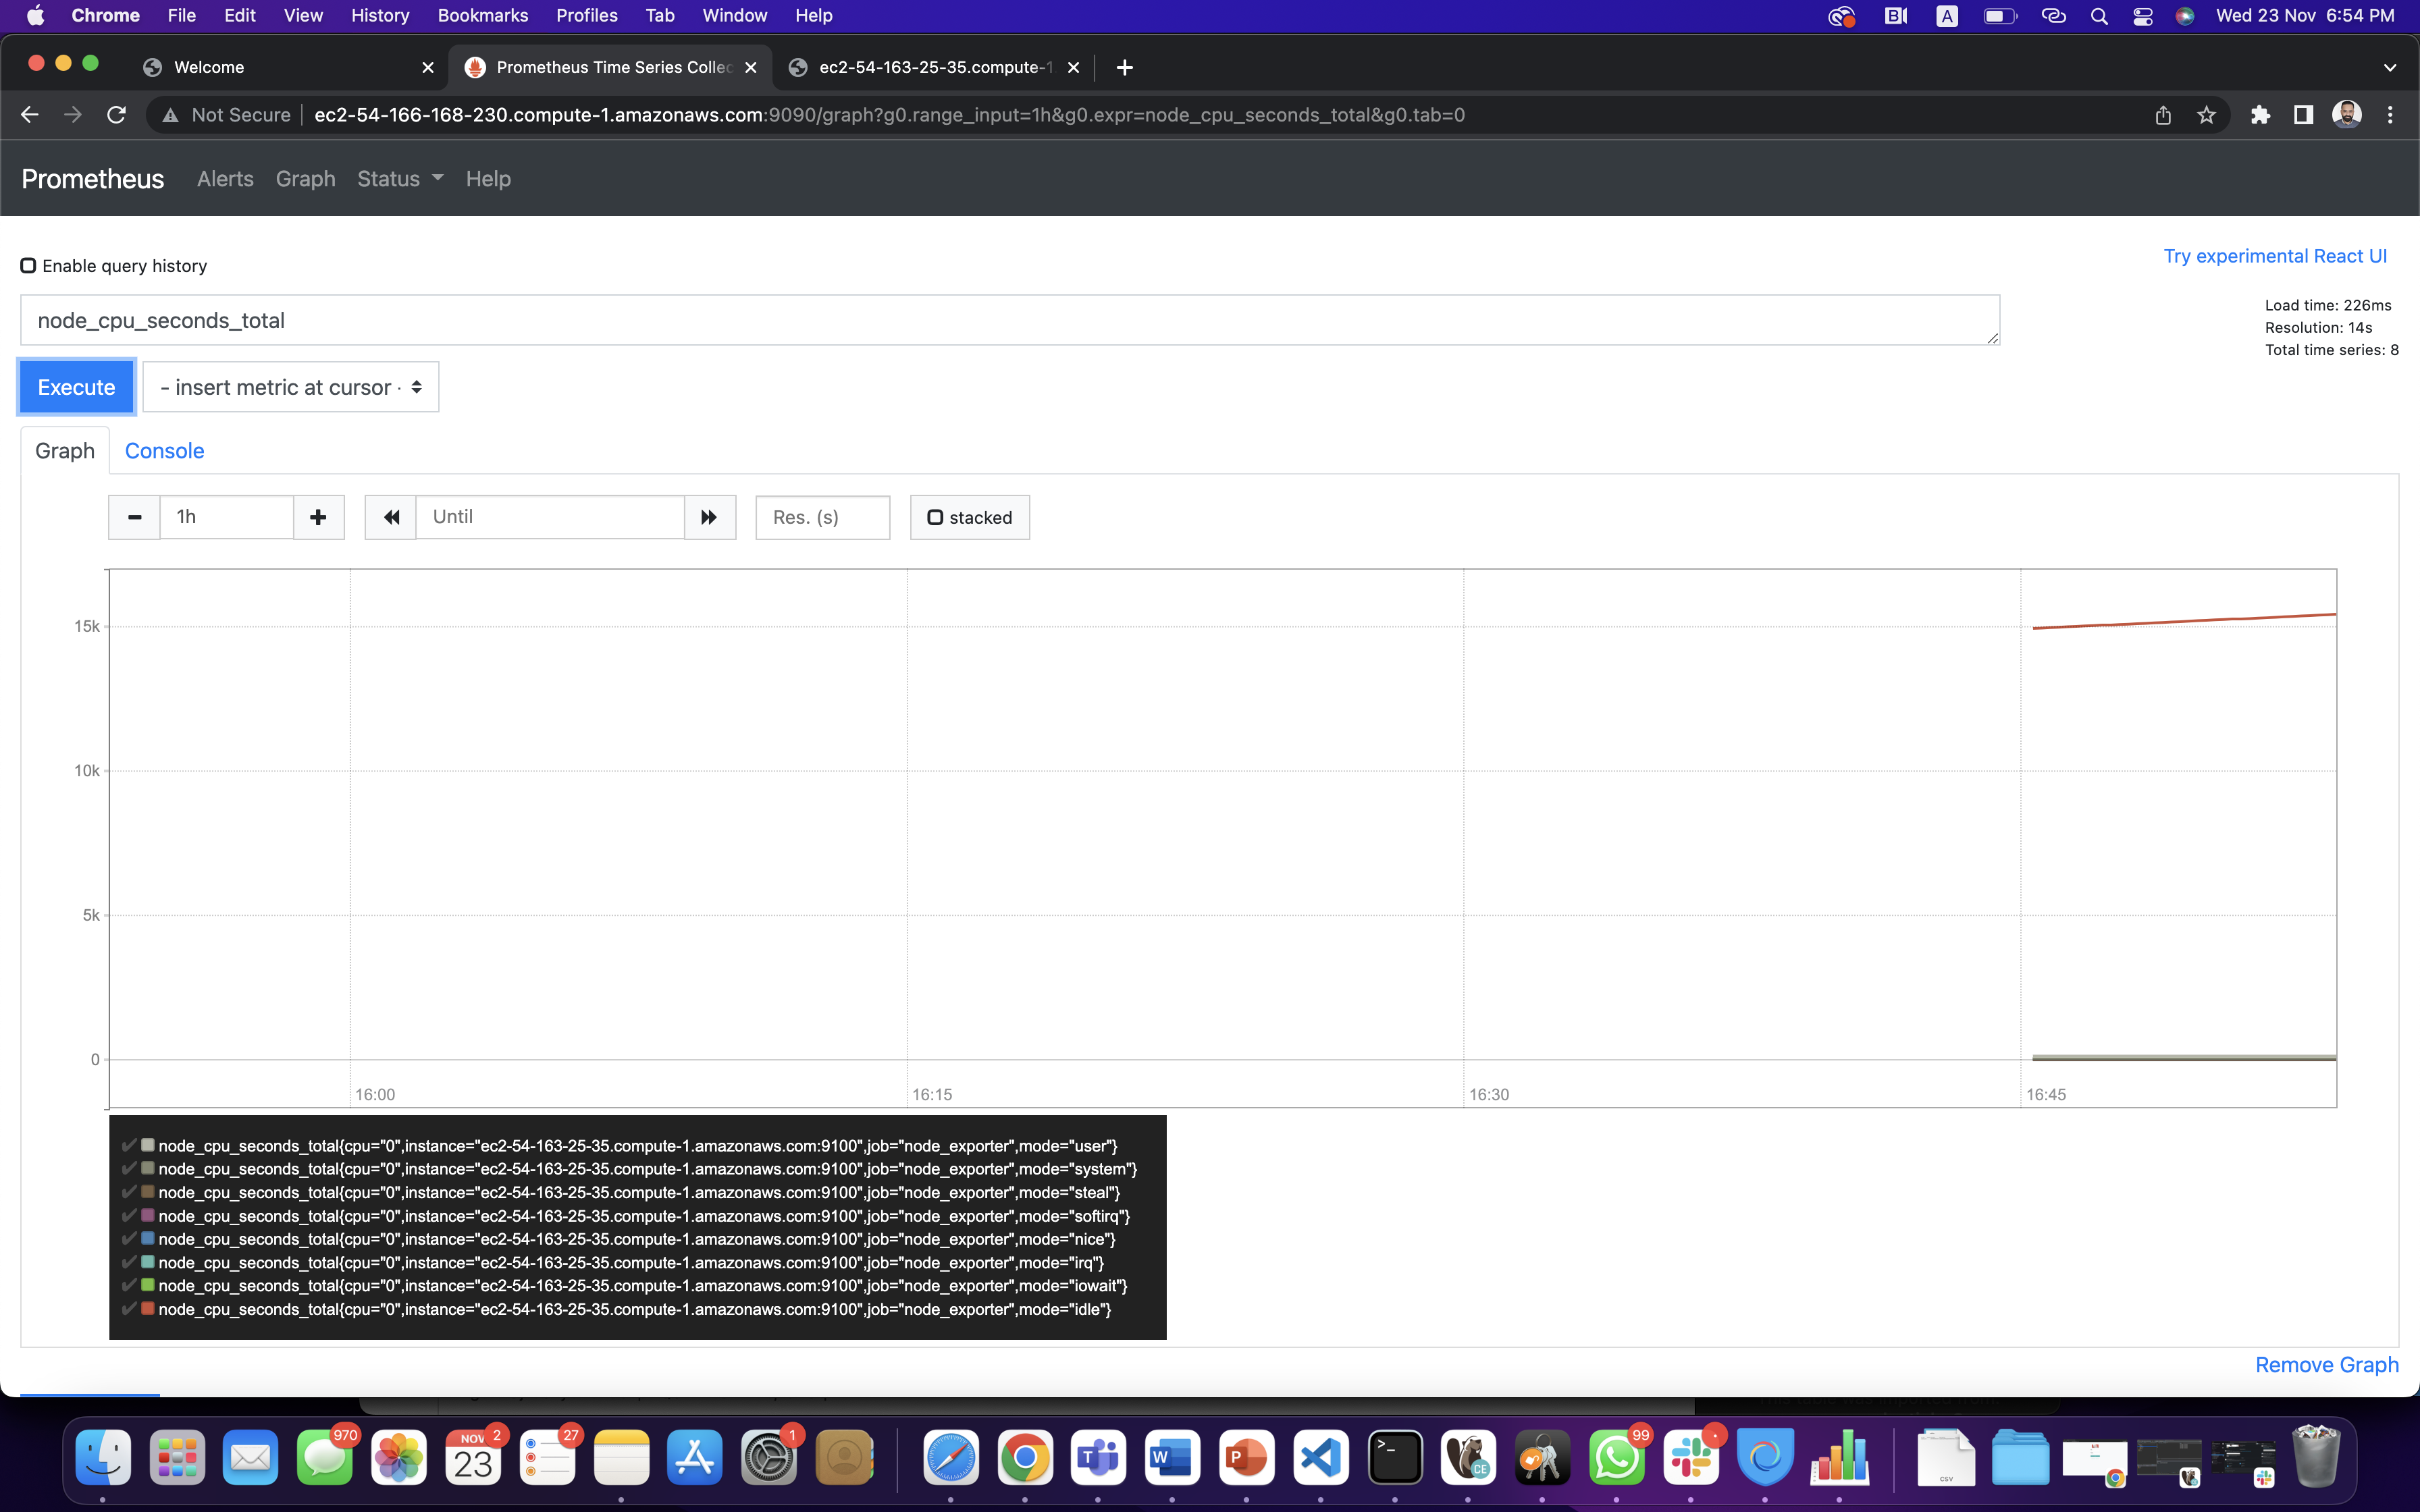 Chrome File Edit View History Bookmarks Profiles Tab Window Help
A
Wed 23 Nov 6:54 PM
Welcome
Prometheus Time Series Collec
ec2-54-163-25-35.compute-1
Not Secure
ec2-54-166-168-230.compute-1.amazonaws.com:9090/graph?g0.range_input=1h&g0.expr=node_cpu_seconds_total&g0.tab=0
Prometheus Alerts Graph Status Help
Enable query history
Try experimental React UI
node_cpu_seconds_total
Load time: 226ms
Resolution: 14s
Total time series: 8
Execute
- insert metric at cursor -
Graph Console
1h
Until
Res. (s)
stacked
15k
10k
5k
0
16:00
16:15
16:30
16:45
node_cpu_seconds_total{cpu="0",instance="ec2-54-163-25-35.compute-1.amazonaws.com:9100",job="node_exporter",mode="user"}
node_cpu_seconds_total{cpu="0",instance="ec2-54-163-25-35.compute-1.amazonaws.com:9100",job="node_exporter",mode="system"}
node_cpu_seconds_total{cpu="0",instance="ec2-54-163-25-35.compute-1.amazonaws.com:9100",job="node_exporter",mode="steal"}
node_cpu_seconds_total{cpu="0",instance="ec2-54-163-25-35.compute-1.amazonaws.com:9100",job="node_exporter",mode="softirq"}
node_cpu_seconds_total{cpu="0",instance="ec2-54-163-25-35.compute-1.amazonaws.com:9100",job="node_exporter",mode="nice"}
node_cpu_seconds_total{cpu="0",instance="ec2-54-163-25-35.compute-1.amazonaws.com:9100",job="node_exporter",mode="irq"}
node_cpu_seconds_total{cpu="0",instance="ec2-54-163-25-35.compute-1.amazonaws.com:9100",job="node_exporter",mode="iowait"}
node_cpu_seconds_total{cpu="0",instance="ec2-54-163-25-35.compute-1.amazonaws.com:9100",job="node_exporter",mode="idle"}
Remove Graph
970
NOV
23
2
27
1
T
W
P
>_
CE
99
CSV